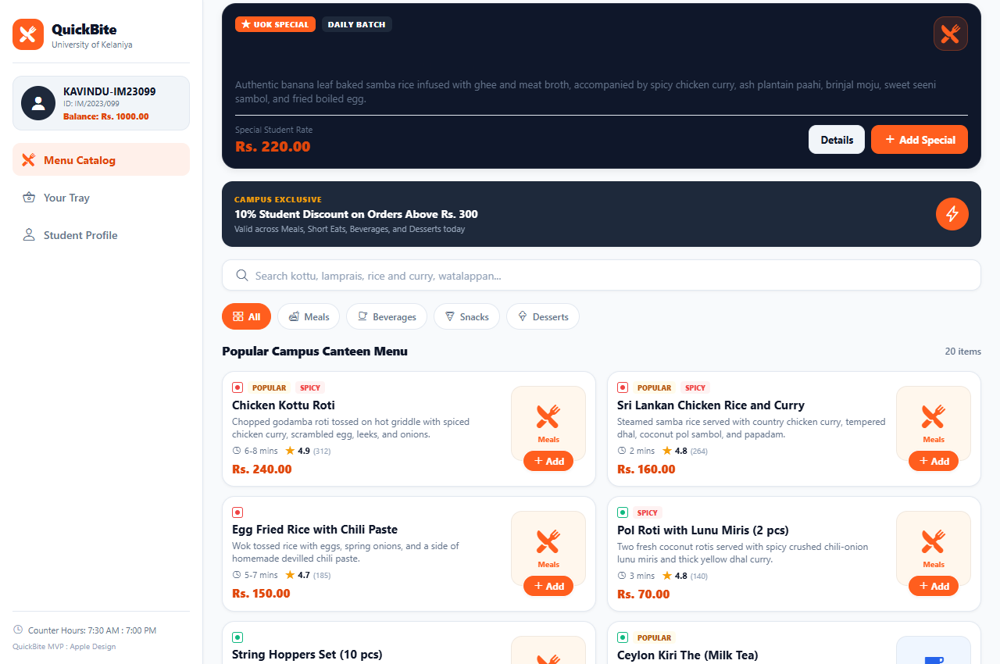 QuickBite
University of Kelaniya
KAVINDU-IM23099
ID: IM/2023/099
Balance: Rs. 1000.00
Menu Catalog
Your Tray
Student Profile
Counter Hours: 7:30 AM : 7:00 PM
QuickBite MVP : Apple Design
UOK SPECIAL
DAILY BATCH
Authentic banana leaf baked samba rice infused with ghee and meat broth, accompanied by spicy chicken curry, ash plantain paahi, brinjal moju, sweet seeni
sambol, and fried boiled egg.
Special Student Rate
Rs. 220.00
Details
+ Add Special
CAMPUS EXCLUSIVE
10% Student Discount on Orders Above Rs. 300
Valid across Meals, Short Eats, Beverages, and Desserts today
Search kottu, lamprais, rice and curry, watalappan...
All
Meals
Beverages
Snacks
Desserts
Popular Campus Canteen Menu
20 items
POPULAR SPICY
Chicken Kottu Roti
Chopped godamba roti tossed on hot griddle with spiced
chicken curry, scrambled egg, leeks, and onions.
6-8 mins 4.9 (312)
Rs. 240.00
Meals
+ Add
POPULAR SPICY
Sri Lankan Chicken Rice and Curry
Steamed samba rice served with country chicken curry, tempered
dhal, coconut pol sambol, and papadam.
2 mins 4.8 (264)
Rs. 160.00
Meals
+ Add
Egg Fried Rice with Chili Paste
Wok tossed rice with eggs, spring onions, and a side of
homemade devilled chili paste.
5-7 mins 4.7 (185)
Rs. 150.00
Meals
+ Add
SPICY
Pol Roti with Lunu Miris (2 pcs)
Two fresh coconut rotis served with spicy crushed chili-onion
lunu miris and thick yellow dhal curry.
3 mins 4.8 (140)
Rs. 70.00
Meals
+ Add
String Hoppers Set (10 pcs)
POPULAR
Ceylon Kiri The (Milk Tea)